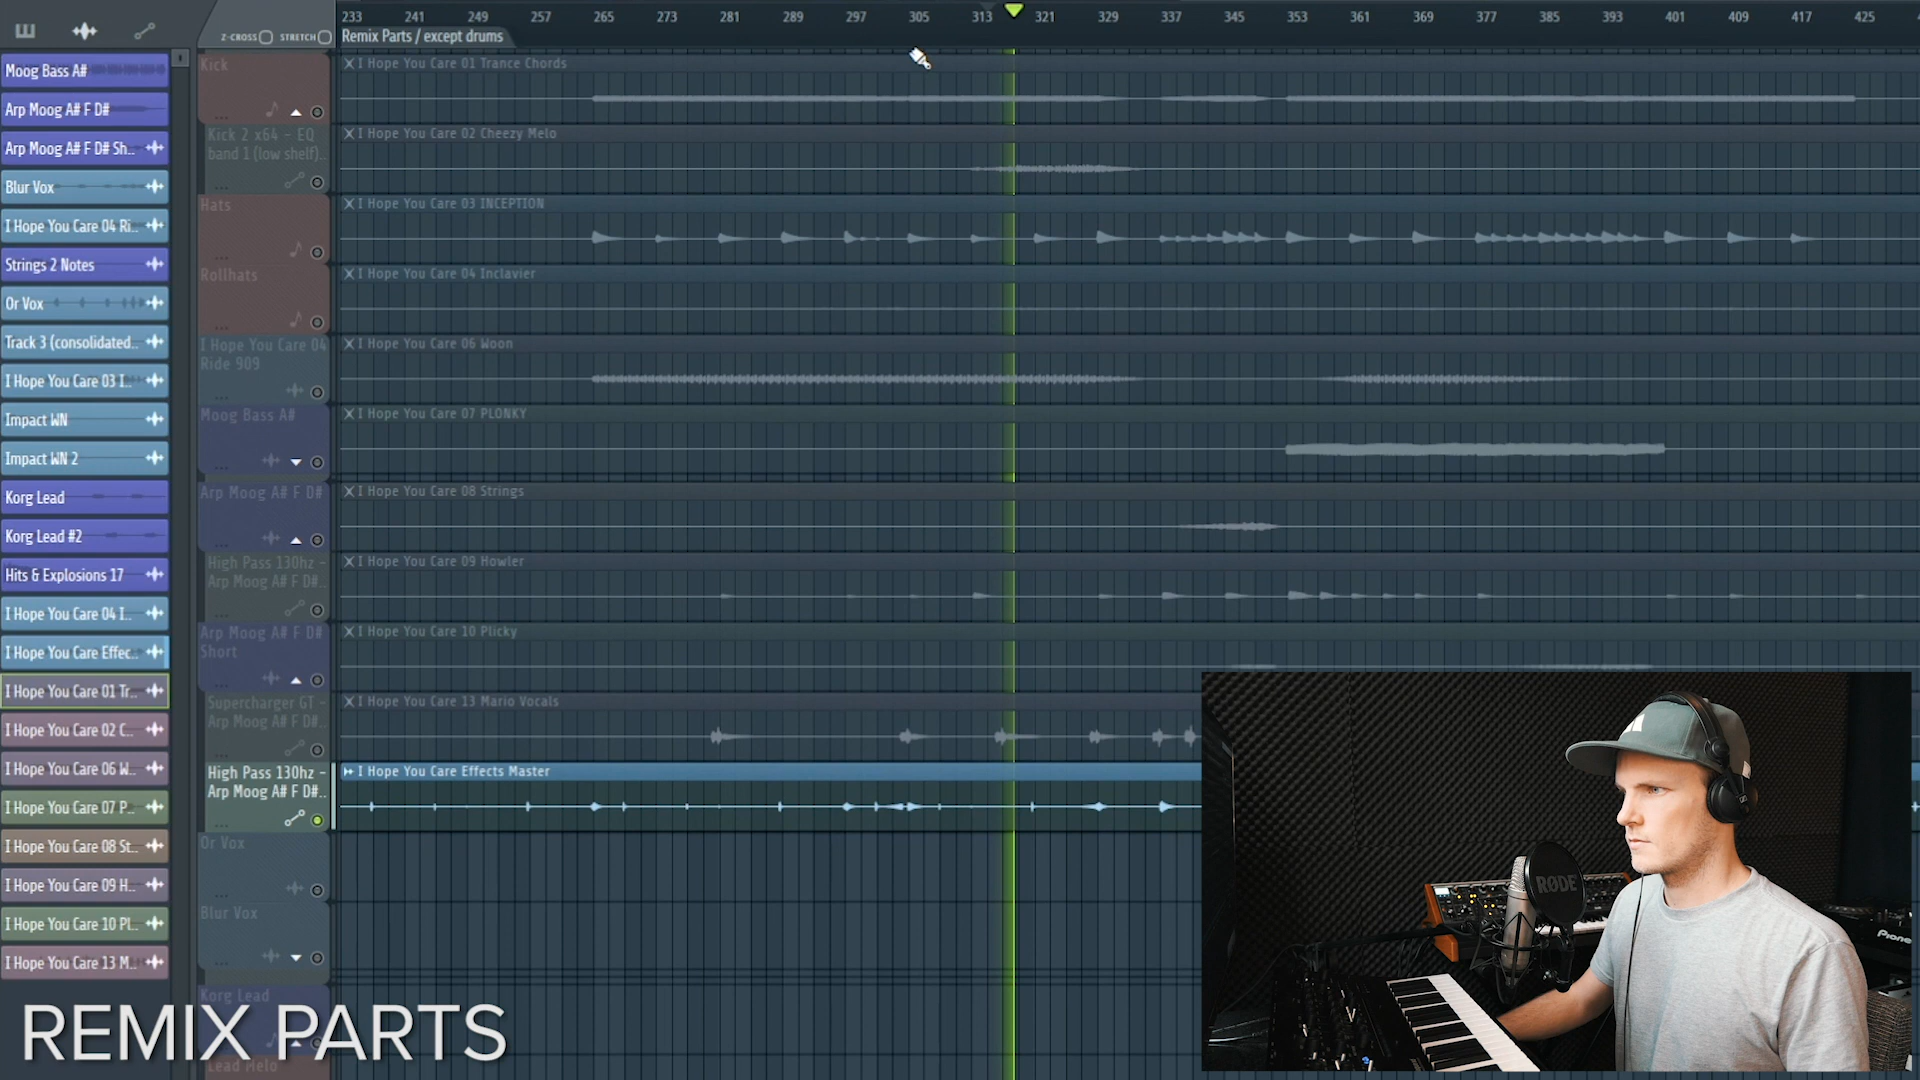 233 241 249 257 265 273 281 289 297 305 313 321 329 337 345 353 361 369 377 385 393 401 409 417 425
Z-CROSS STRETCH
Remix Parts / except drums
Moog Bass A#
Arp Moog A# F D#
Arp Moog A# F D# Sh..
Blur Vox
I Hope You Care 04 Ri..
Strings 2 Notes
Or Vox
Track 3 (consolidated..
I Hope You Care 03 I..
Impact WN
Impact WN 2
Korg Lead
Korg Lead #2
Hits & Explosions 17
I Hope You Care 04 I..
I Hope You Care Effec..
I Hope You Care 01 Tr..
I Hope You Care 02 C..
I Hope You Care 06 W..
I Hope You Care 07 P..
I Hope You Care 08 St..
I Hope You Care 09 H..
I Hope You Care 10 Pl..
I Hope You Care 13 M..
Kick
Kick 2 x64 - EQ
band 1 (low shelf)..
Hats
Rollhats
I Hope You Care 04
Ride 909
Moog Bass A#
Arp Moog A# F D#
High Pass 130hz -
Arp Moog A# F D#..
Arp Moog A# F D#
Short
Supercharger GT -
Arp Moog A# F D#..
High Pass 130hz -
Arp Moog A# F D#..
Or Vox
Blur Vox
Korg Lead
Lead Melo
I Hope You Care 01 Trance Chords
I Hope You Care 02 Cheezy Melo
I Hope You Care 03 INCEPTION
I Hope You Care 04 Inclavier
I Hope You Care 06 Woon
I Hope You Care 07 PLONKY
I Hope You Care 08 Strings
I Hope You Care 09 Howler
I Hope You Care 10 Plicky
I Hope You Care 13 Mario Vocals
I Hope You Care Effects Master
RØDE
Pione
REMIX PARTS